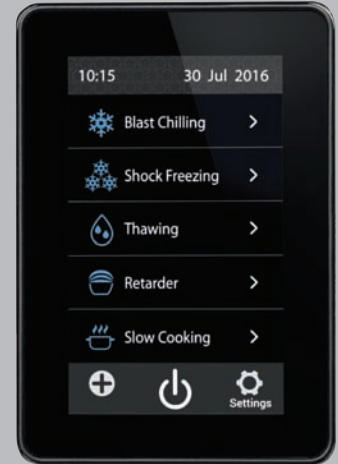 10:15 30 Jul 2016
Blast Chilling
Shock Freezing
Thawing
Retarder
Slow Cooking
Settings